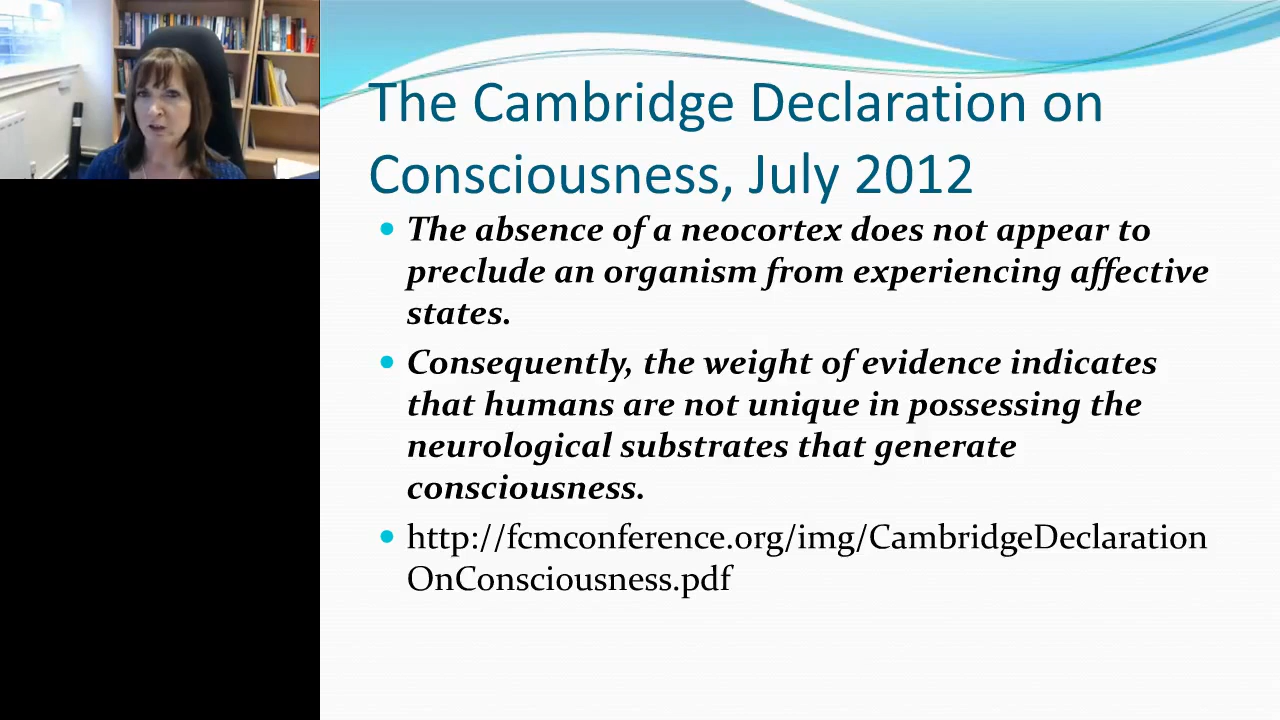 The Cambridge Declaration on
Consciousness, July 2012
The absence of a neocortex does not appear to
preclude an organism from experiencing affective
states.
Consequently, the weight of evidence indicates
that humans are not unique in possessing the
neurological substrates that generate
consciousness.
http://fcmconference.org/img/CambridgeDeclaration
OnConsciousness.pdf